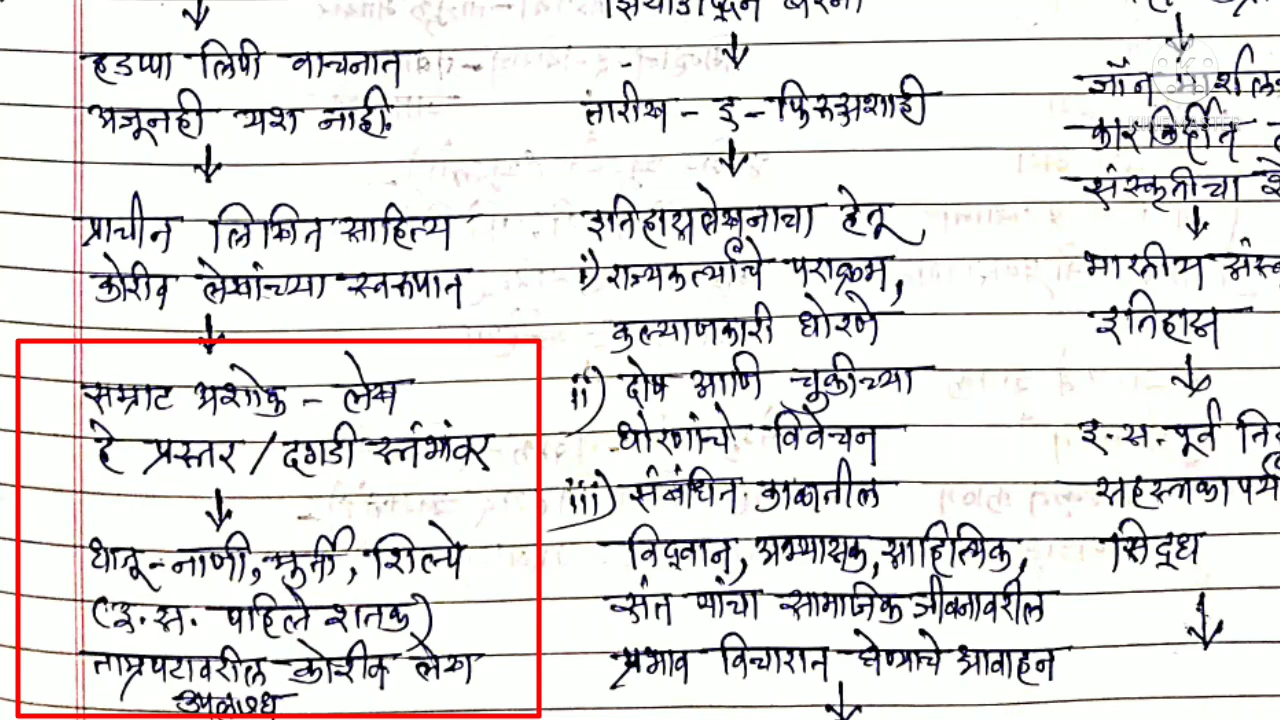 हडप्पा लिपी वाचनात
अजूनही यश नाही.
प्राचीन लिखित साहित्य
कोरीव लेखांच्या स्वरूपात
सम्राट अशोक - लेख
हे प्रस्तर / दगडी स्तंभांवर
धातू-नाणी, मुर्ती, शिल्पे
(इ.स. पहिले शतक)
ताम्रपटावरील कोरीव लेख
उपलब्ध
तारीख - इ - फिरुजशाही
इतिहासलेखनाचा हेतू
i) राज्यकर्त्यांचे पराक्रम,
कल्याणकारी धोरणे
ii) दोष आणि चुकीच्या
धोरणांचे विवेचन
iii) संबंधित काळातील
विद्वान, अभ्यासक, साहित्यिक,
संत यांचा सामाजिक जीवनावरील
प्रभाव विचारात घेण्याचे आवाहन
जॉन
कारकिर्दीत
संस्कृतीचा
भारतीय
इतिहास
इ.स.पूर्व
सिद्ध
KINEMASTER